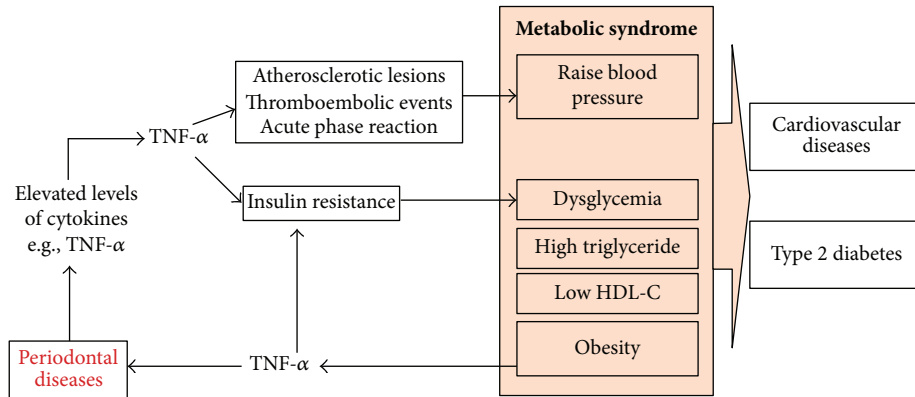 Metabolic syndrome
Atherosclerotic lesions
Thromboembolic events
Acute phase reaction
Raise blood
pressure
TNF-α
Cardiovascular
diseases
Elevated levels
of cytokines
e.g., TNF-α
Insulin resistance
Dysglycemia
High triglyceride
Type 2 diabetes
Low HDL-C
Obesity
Periodontal
diseases
TNF-α